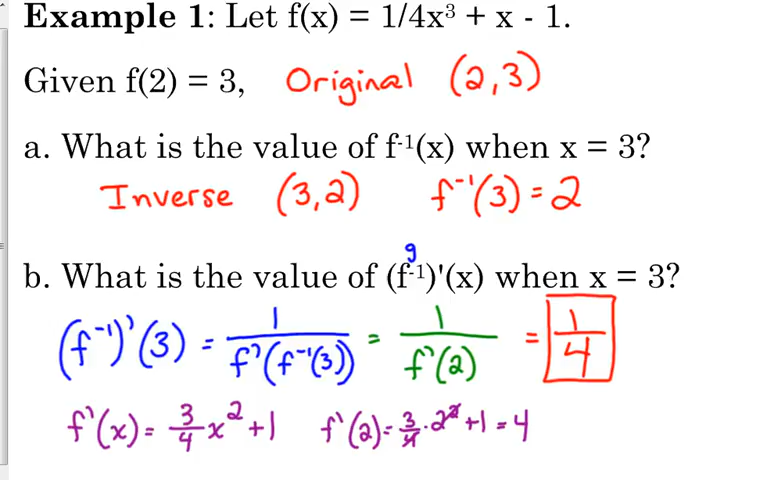 Example 1: Let f(x) = 1/4x³ + x - 1.
Given f(2) = 3, Original (2,3)
a. What is the value of f⁻¹(x) when x = 3?
Inverse (3,2) f⁻¹(3) = 2
g
b. What is the value of (f⁻¹)'(x) when x = 3?
(f⁻¹)'(3) = 1/(f'(f⁻¹(3))) = 1/(f'(2)) = 1/4
f'(x) = 3/4 x² + 1 f'(2) = 3/4 · 2² + 1 = 4